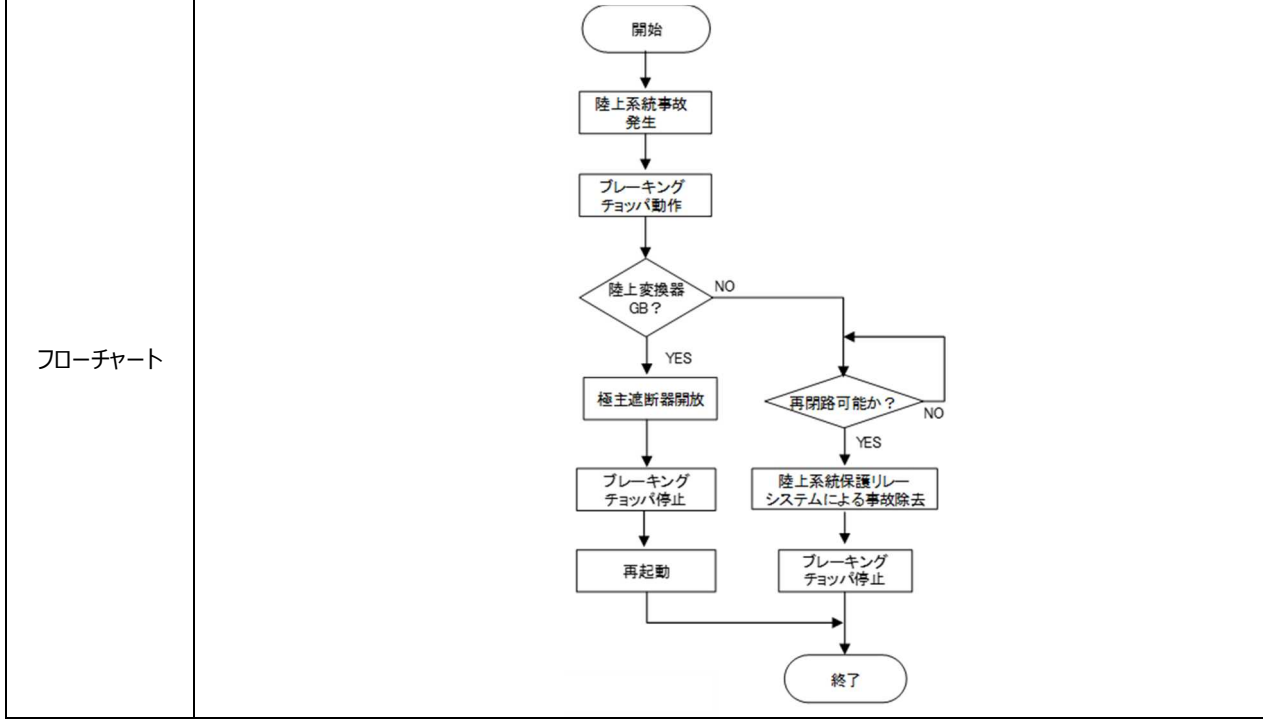 フローチャート
開始
陸上系統事故
発生
ブレーキング
チョッパ動作
陸上変換器
GB？
NO
YES
極主遮断器開放
ブレーキング
チョッパ停止
再起動
再閉路可能か？
NO
YES
陸上系統保護リレー
システムによる事故除去
ブレーキング
チョッパ停止
終了